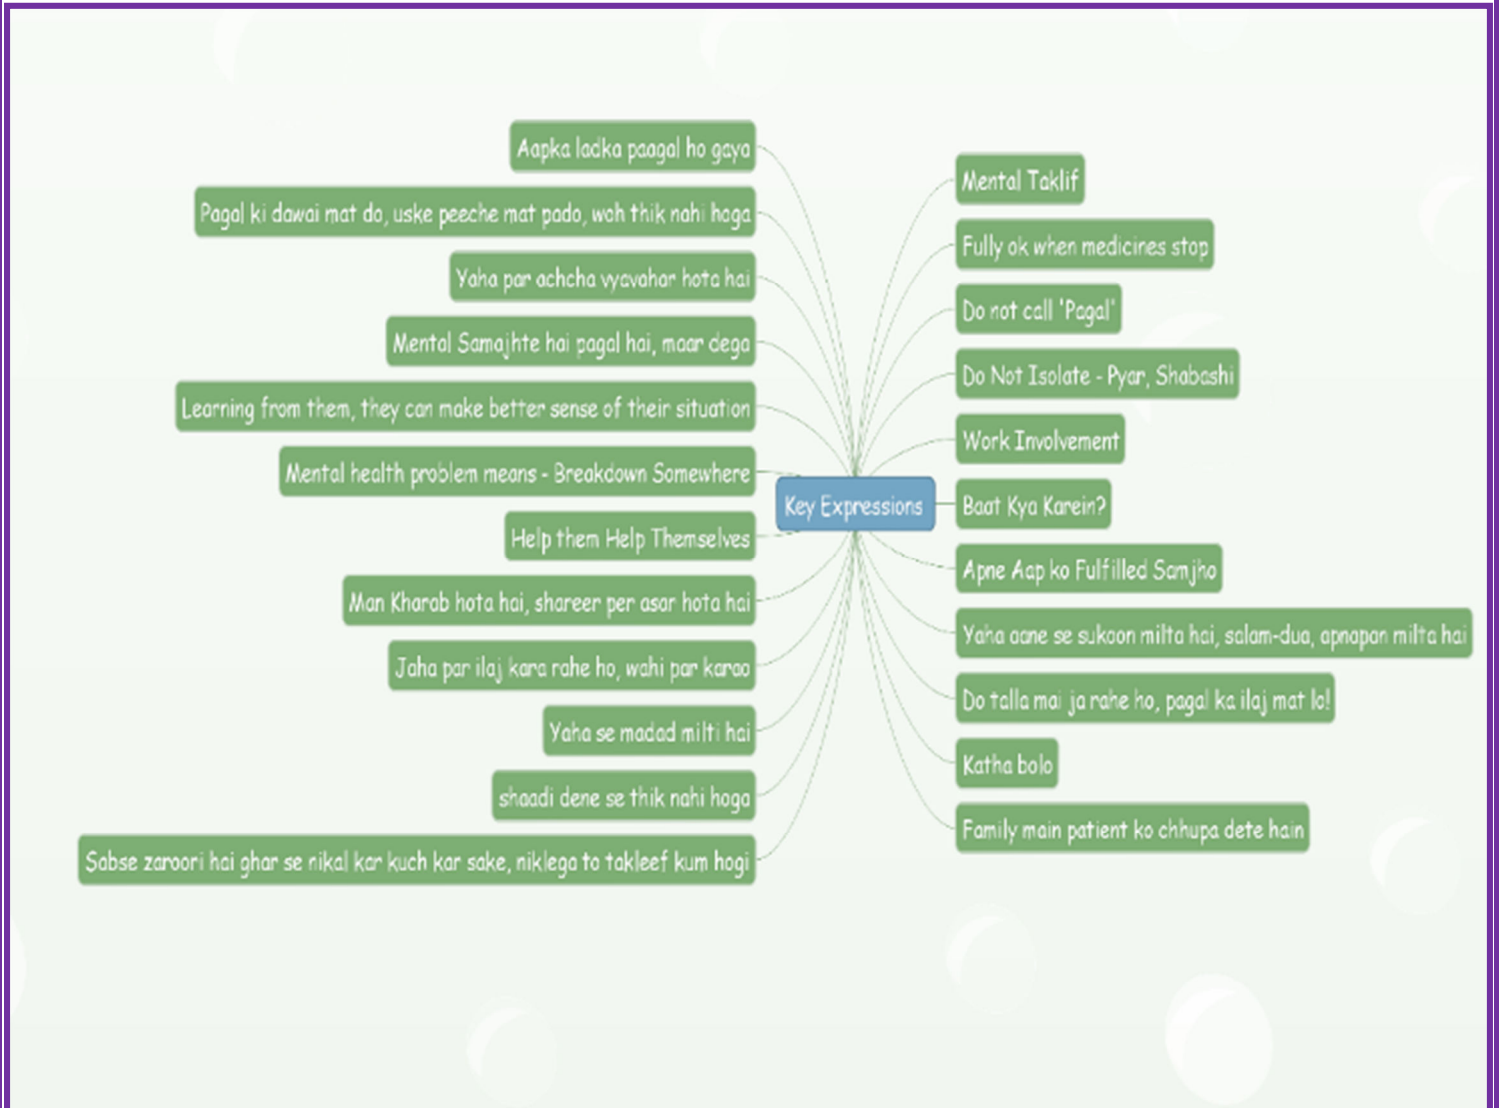 Aapka ladka paagal ho gaya
Pagal ki dawai mat do, uske peeche mat pado, woh thik nahi hoga
Yaha par achcha vyavahar hota hai
Mental Samajhte hai pagal hai, maar dega
Learning from them, they can make better sense of their situation
Mental health problem means - Breakdown Somewhere
Help them Help Themselves
Man Kharab hota hai, shareer per asar hota hai
Jaha par ilaj kara rahe ho, wahi par karao
Yaha se madad milti hai
shaadi dene se thik nahi hoga
Sabse zaroori hai ghar se nikal kar kuch kar sake, niklega to takleef kum hogi
Key Expressions
Mental Taklif
Fully ok when medicines stop
Do not call 'Pagal'
Do Not Isolate - Pyar, Shabashi
Work Involvement
Baat Kya Karein?
Apne Aap ko Fulfilled Samjho
Yaha aane se sukoon milta hai, salam-dua, apnapan milta hai
Do talla mai ja rahe ho, pagal ka ilaj mat lo!
Katha bolo
Family main patient ko chhupa dete hain